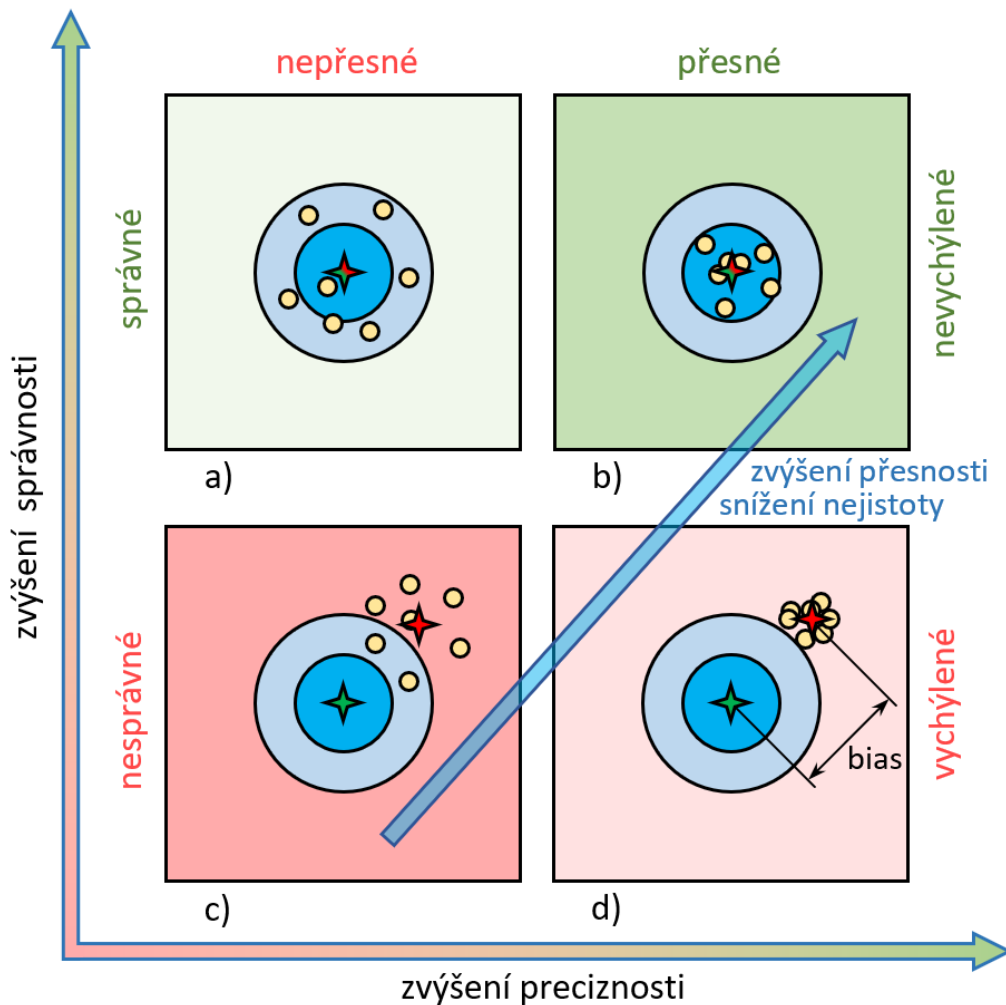 nepřesné
přesné
správné
nevychýlené
a)
b)
zvýšení přesnosti
snížení nejistoty
zvýšení správnosti
nesprávné
vychýlené
bias
c)
d)
zvýšení preciznosti